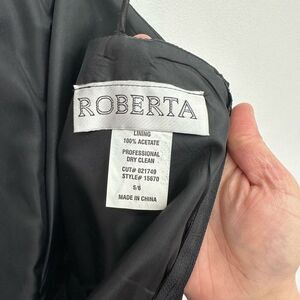 ROBERTA
LINING
100% ACETATE
PROFESSIONAL
DRY CLEAN
CUT# 021749
STYLE# 15670
5/6
MADE IN CHINA